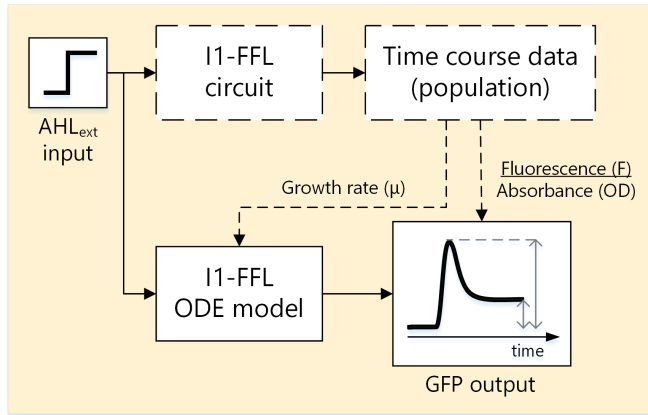 I1-FFL
circuit
Time course data
(population)
AHLext
input
Fluorescence (F)
Absorbance (OD)
Growth rate (μ)
I1-FFL
ODE model
time
GFP output